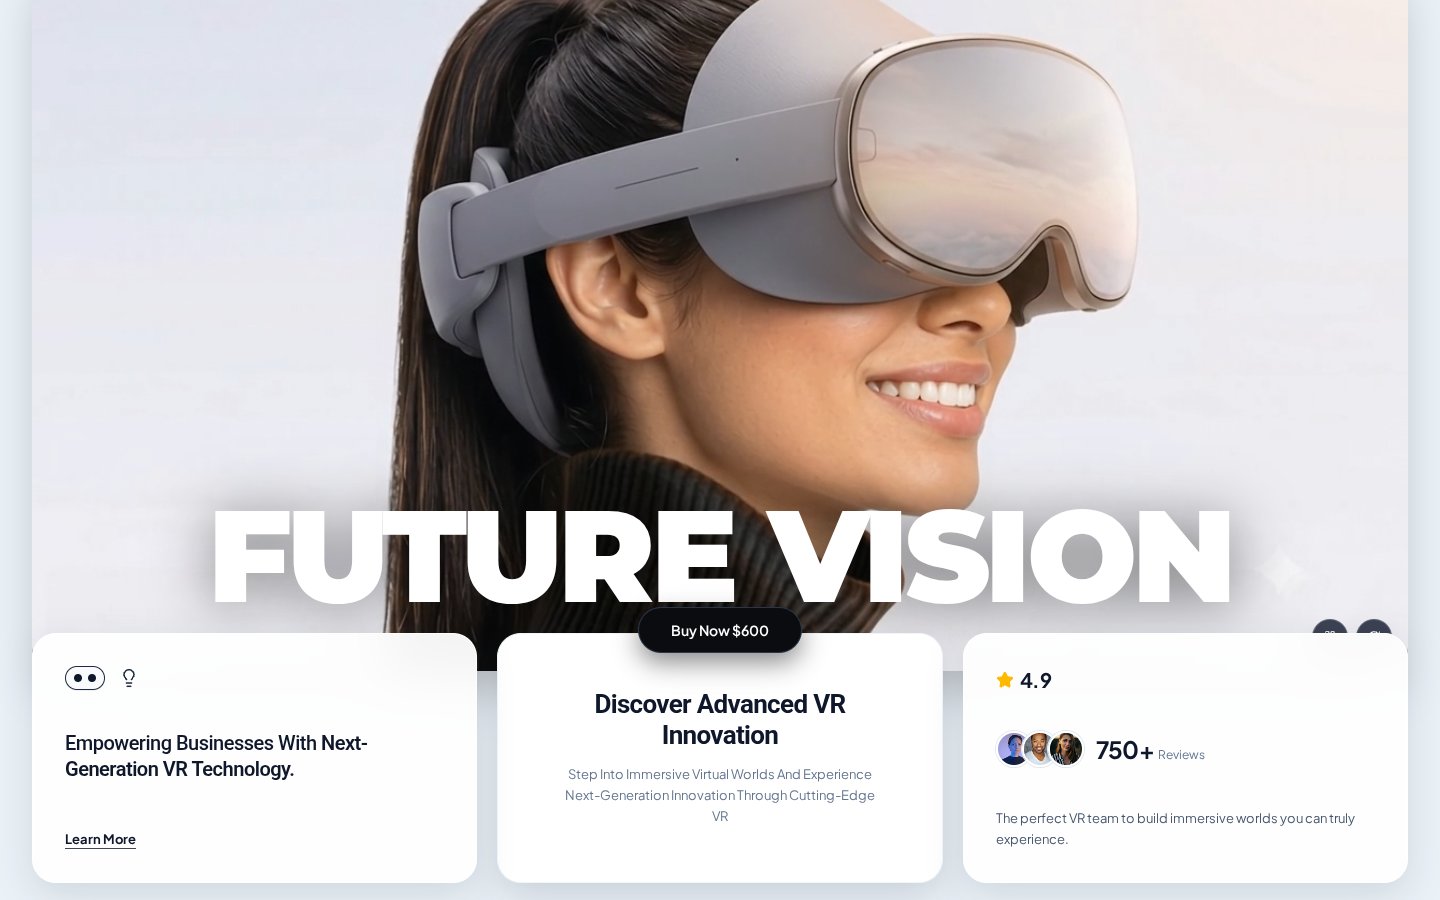 FUTURE VISION
Buy Now $600
Empowering Businesses With Next-
Generation VR Technology.
Learn More
Discover Advanced VR
Innovation
Step Into Immersive Virtual Worlds And Experience
Next-Generation Innovation Through Cutting-Edge
VR
4.9
750+ Reviews
The perfect VR team to build immersive worlds you can truly
experience.